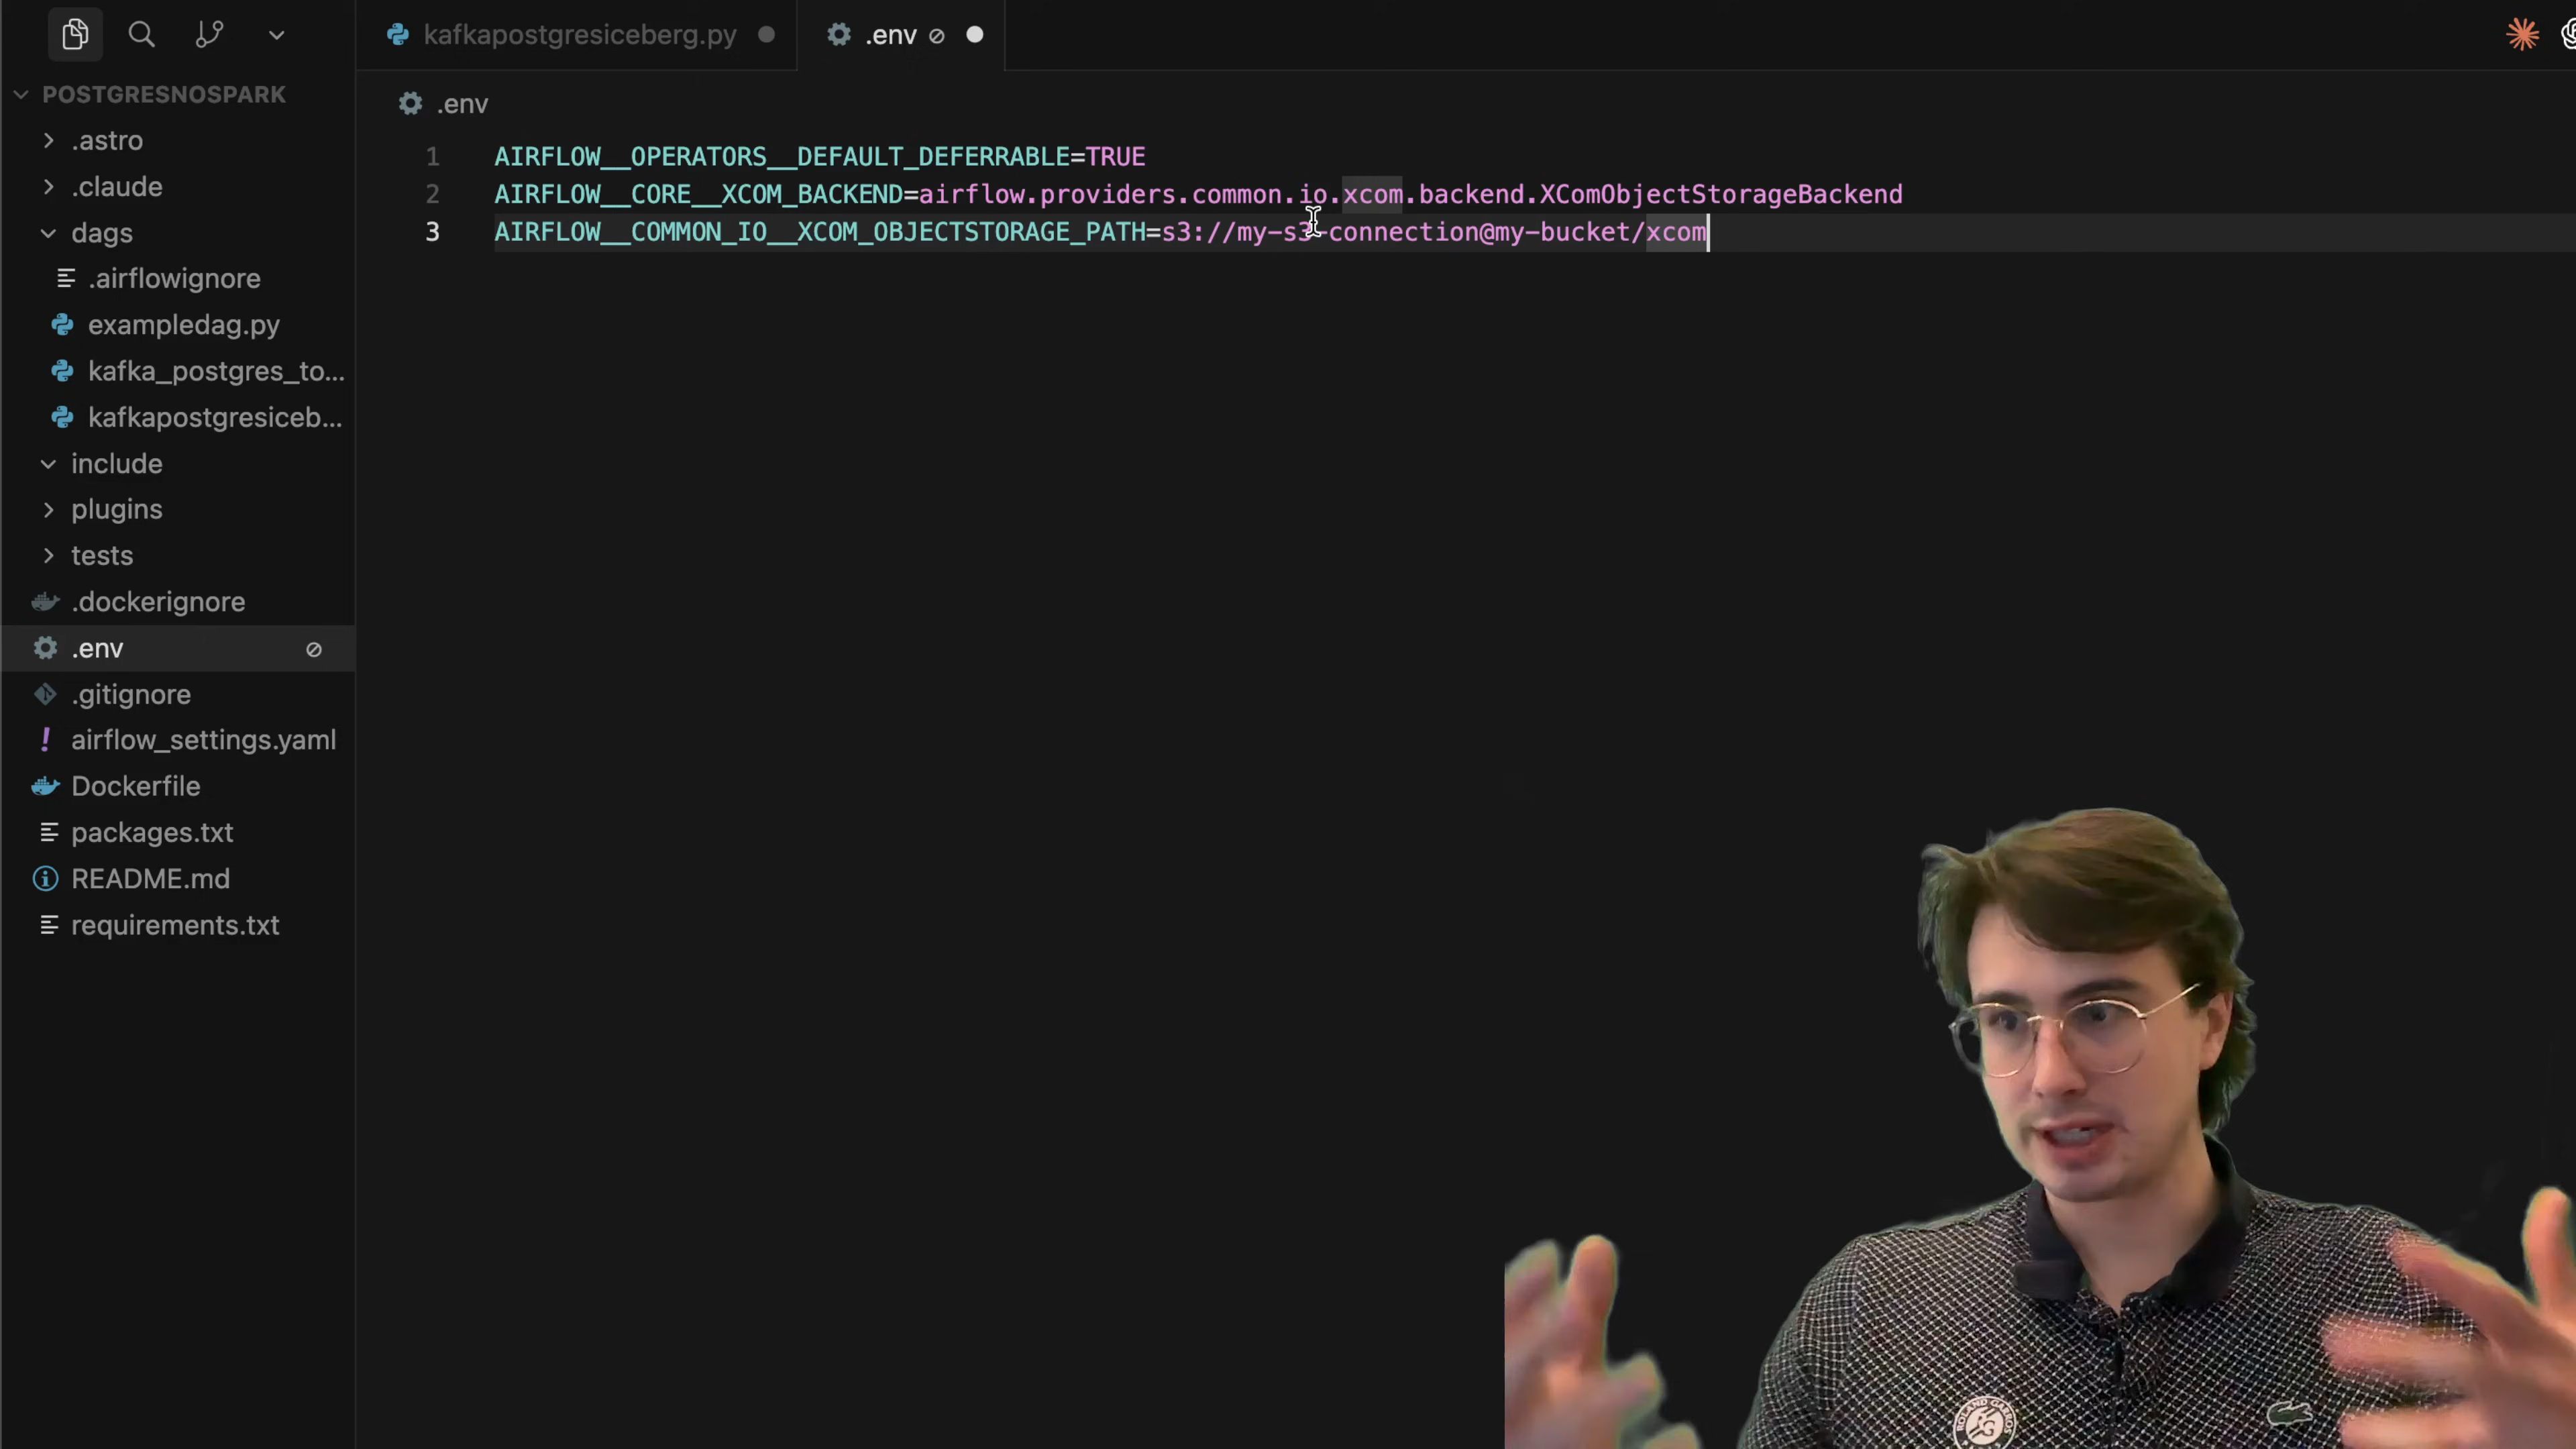 kafkapostgresiceberg.py
.env
POSTGRESNOSPARK
.astro
.claude
dags
.airflowignore
exampledag.py
kafka_postgres_to...
kafkapostgresiceb...
include
plugins
tests
.dockerignore
.env
.gitignore
airflow_settings.yaml
Dockerfile
packages.txt
README.md
requirements.txt
.env
1 AIRFLOW__OPERATORS__DEFAULT_DEFERRABLE=TRUE
2 AIRFLOW__CORE__XCOM_BACKEND=airflow.providers.common.io.xcom.backend.XComObjectStorageBackend
3 AIRFLOW__COMMON_IO__XCOM_OBJECTSTORAGE_PATH=s3://my-s3-connection@my-bucket/xcom
ROLAND GARROS